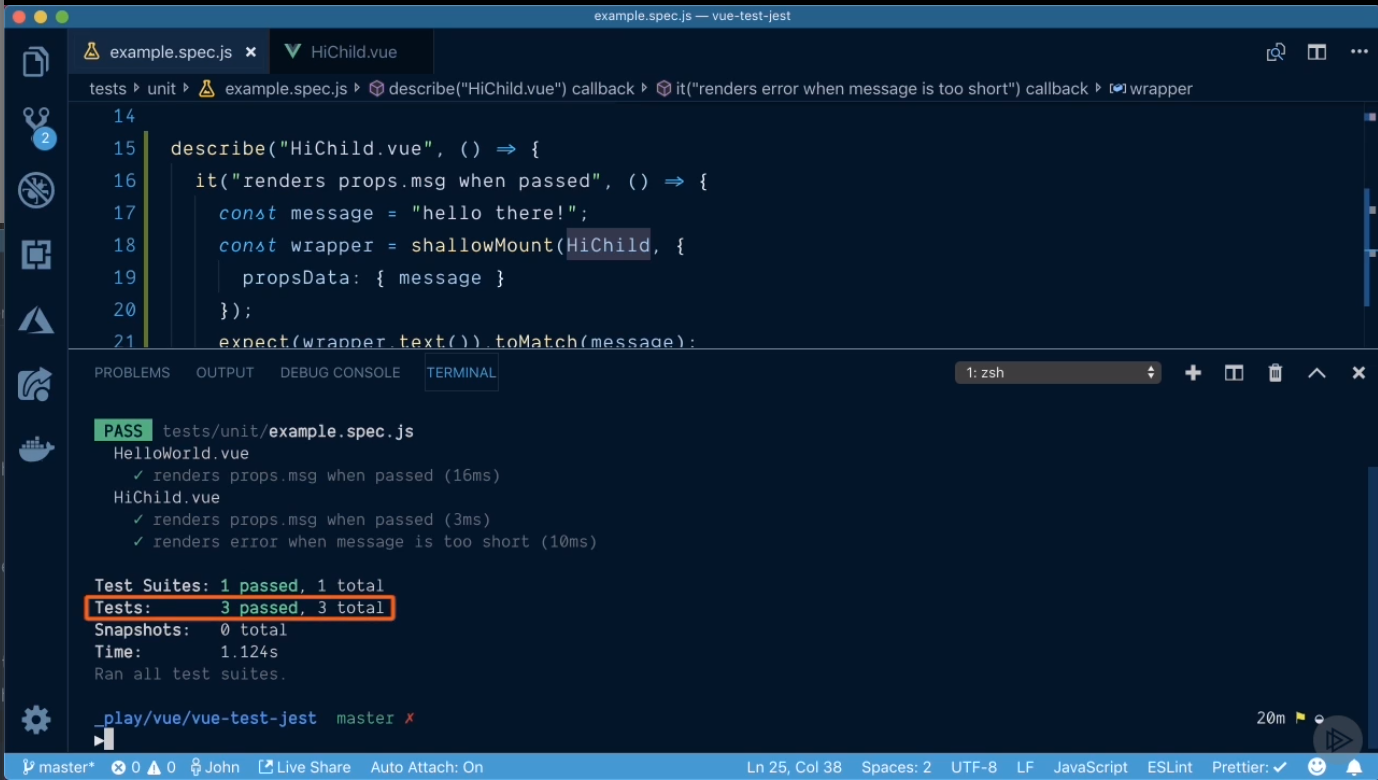 example.spec.js — vue-test-jest
example.spec.js ×
HiChild.vue
tests ▸ unit ▸ example.spec.js ▸ describe("HiChild.vue") callback ▸ it("renders error when message is too short") callback ▸ wrapper
2
14
15 describe("HiChild.vue", () => {
16 it("renders props.msg when passed", () => {
17 const message = "hello there!";
18 const wrapper = shallowMount(HiChild, {
19 propsData: { message }
20 });
21 expect(wrapper.text()).toMatch(message);
PROBLEMS OUTPUT DEBUG CONSOLE TERMINAL 1: zsh
PASS tests/unit/example.spec.js
HelloWorld.vue
✓ renders props.msg when passed (16ms)
HiChild.vue
✓ renders props.msg when passed (3ms)
✓ renders error when message is too short (10ms)
Test Suites: 1 passed, 1 total
Tests: 3 passed, 3 total
Snapshots: 0 total
Time: 1.124s
Ran all test suites.
_play/vue/vue-test-jest master ✗ 20m
master* 0 0 John Live Share Auto Attach: On Ln 25, Col 38 Spaces: 2 UTF-8 LF JavaScript ESLint Prettier: ✓